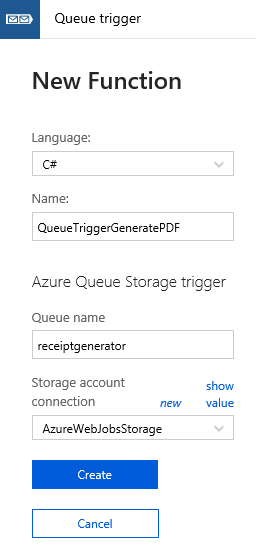 Queue trigger
New Function
Language:
C#
Name:
QueueTriggerGeneratePDF
Azure Queue Storage trigger
Queue name
receiptgenerator
Storage account show
connection new value
AzureWebJobsStorage
Create
Cancel